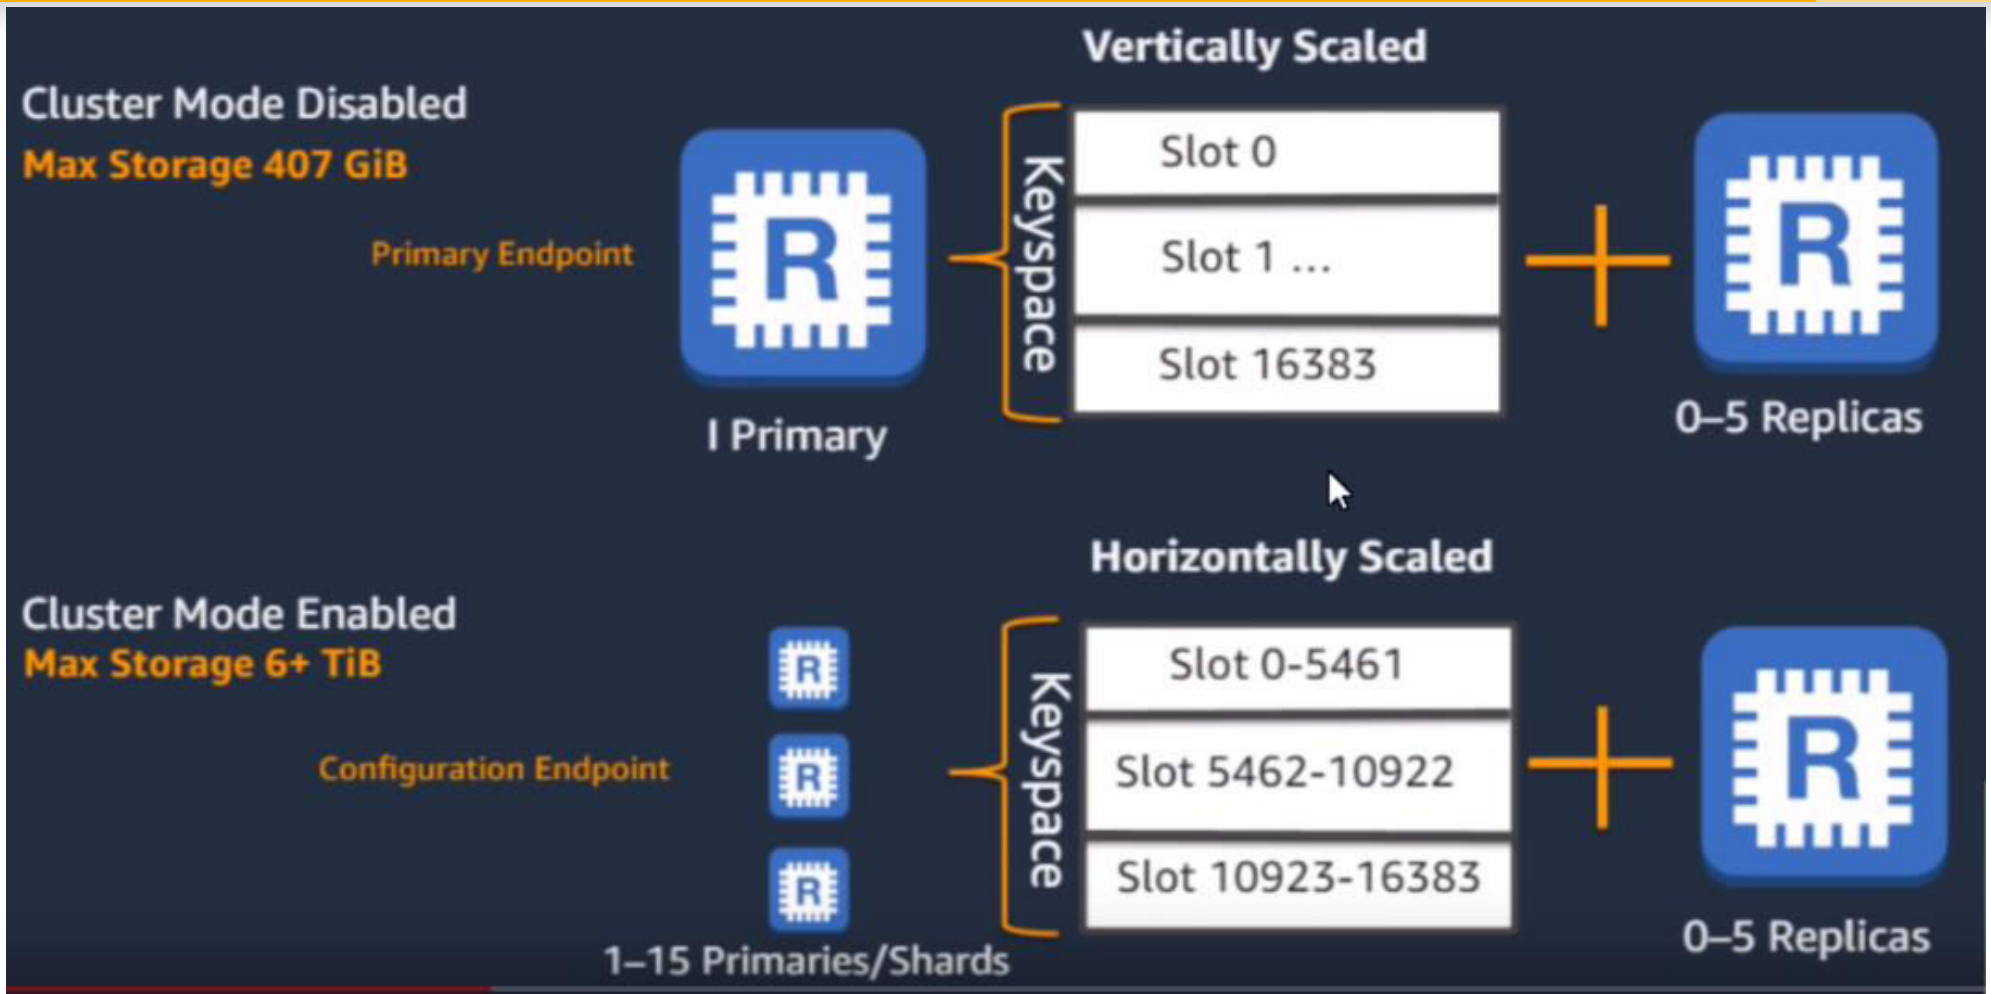 Vertically Scaled
Cluster Mode Disabled
Max Storage 407 GiB
Primary Endpoint
R
I Primary
Keyspace
Slot 0
Slot 1 ...
Slot 16383
R
0–5 Replicas
Horizontally Scaled
Cluster Mode Enabled
Max Storage 6+ TiB
Configuration Endpoint
R
R
R
1–15 Primaries/Shards
Keyspace
Slot 0-5461
Slot 5462-10922
Slot 10923-16383
R
0–5 Replicas